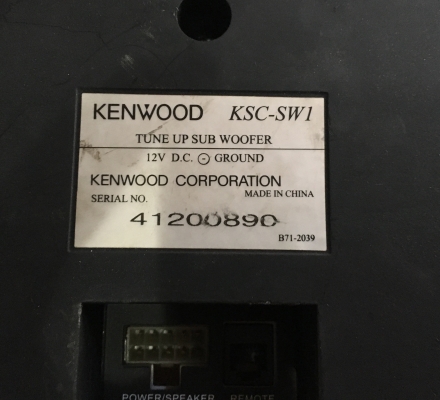 KENWOOD KSC-SW1
TUNE UP SUB WOOFER
12V D.C. ⊖ GROUND
KENWOOD CORPORATION
MADE IN CHINA
SERIAL NO.
41200890
B71-2039
POWER/SPEAKER REMOTE